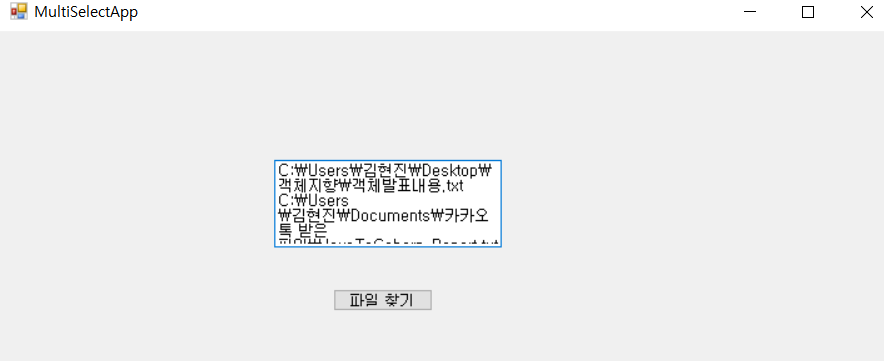 MultiSelectApp
C:₩Users₩김현진₩Desktop₩
객체지향₩객체발표내용.txt
C:₩Users
₩김현진₩Documents₩카카오
톡 받은
파일 찾기